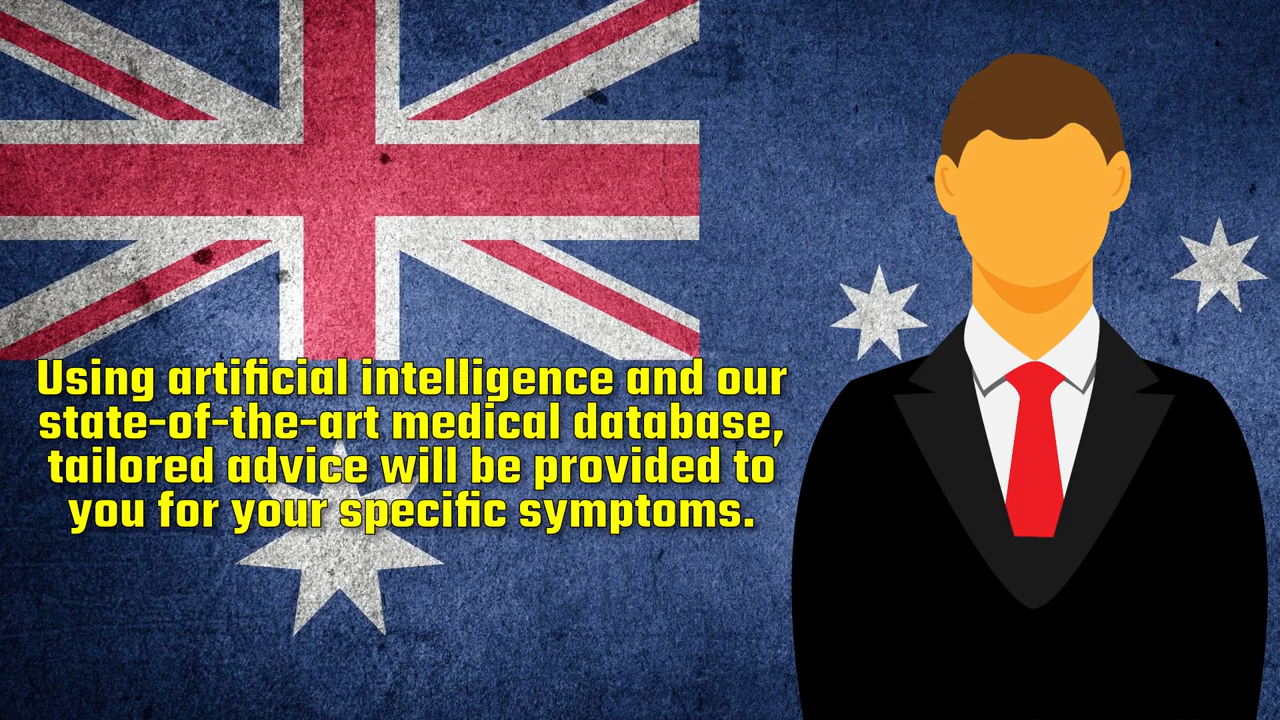 Using artificial intelligence and our
state-of-the-art medical database,
tailored advice will be provided to
you for your specific symptoms.